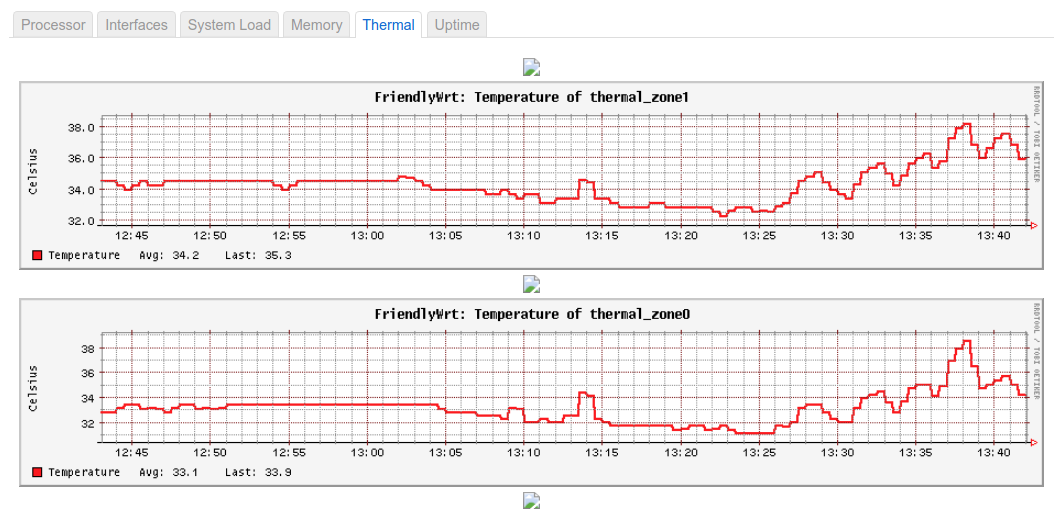 Processor Interfaces System Load Memory Thermal Uptime
FriendlyWrt: Temperature of thermal_zone1
RRDTOOL / TOBI OETIKER
Celsius
38.0
36.0
34.0
32.0
12:45 12:50 12:55 13:00 13:05 13:10 13:15 13:20 13:25 13:30 13:35 13:40
Temperature Avg: 34.2 Last: 35.3
FriendlyWrt: Temperature of thermal_zone0
RRDTOOL / TOBI OETIKER
Celsius
38
36
34
32
12:45 12:50 12:55 13:00 13:05 13:10 13:15 13:20 13:25 13:30 13:35 13:40
Temperature Avg: 33.1 Last: 33.9